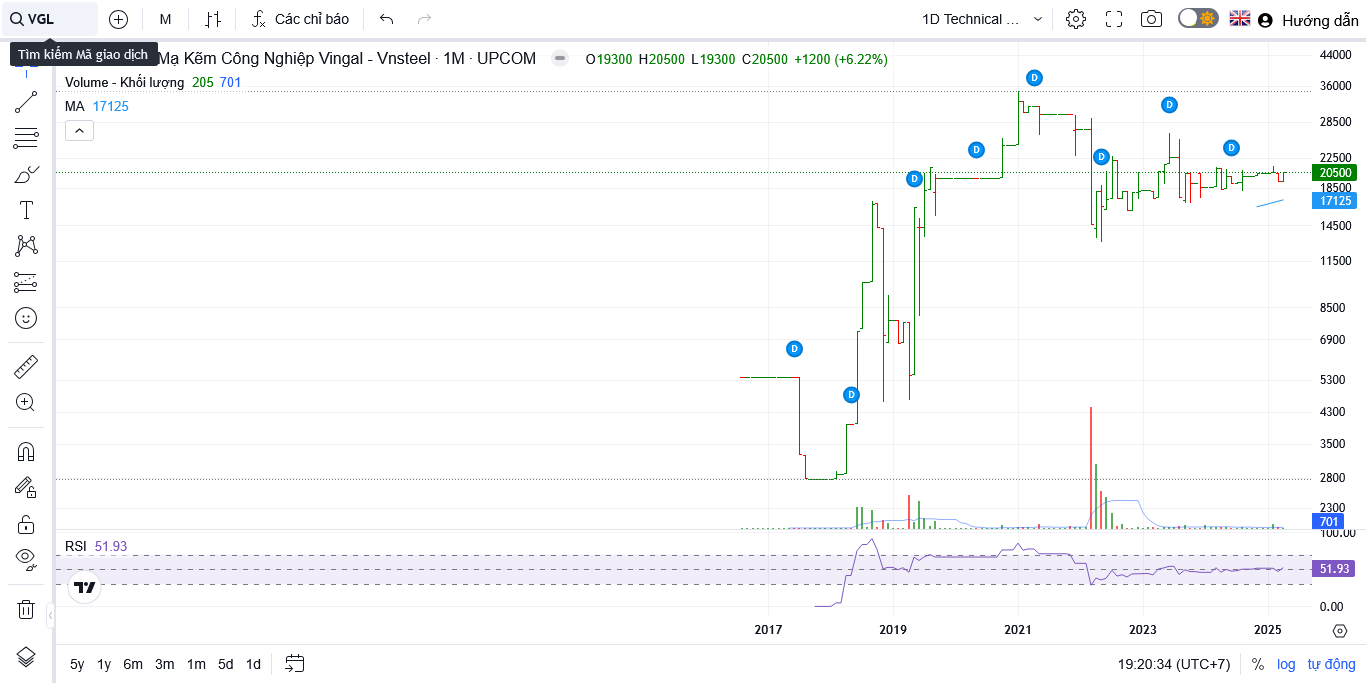 VGL M Các chỉ báo 1D Technical ... Hướng dẫn
Tìm kiếm Mã giao dịch
Mạ Kẽm Công Nghiệp Vingal - Vnsteel · 1M · UPCOM O19300 H20500 L19300 C20500 +1200 (+6.22%)
Volume - Khối lượng 205 701
MA 17125
44000
36000
28500
22500
20500
18500
17125
14500
11500
8500
6900
5300
4300
3500
2800
2300
701
D
D
D
D
D
D
D
D
100.00
RSI 51.93
51.93
0.00
2017 2019 2021 2023 2025
5y 1y 6m 3m 1m 5d 1d 19:20:34 (UTC+7) % log tự động